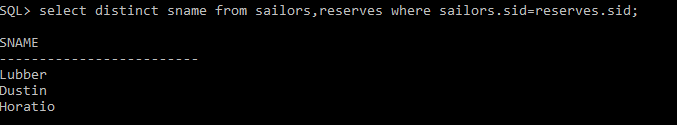 SQL> select distinct sname from sailors,reserves where sailors.sid=reserves.sid;
SNAME
-------------------------
Lubber
Dustin
Horatio